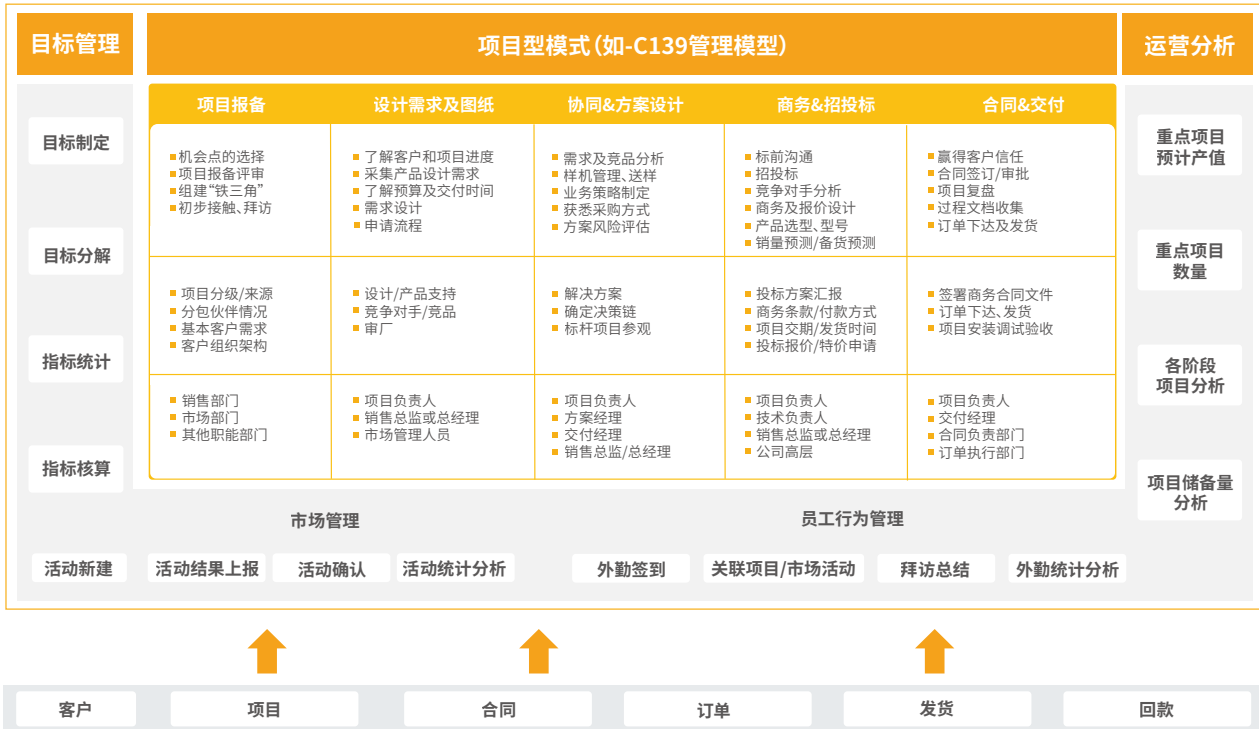 目标管理
项目型模式(如-C139管理模型)
运营分析
目标制定
目标分解
指标统计
指标核算
项目报备
设计需求及图纸
协同&方案设计
商务&招投标
合同&交付
机会点的选择
项目报备评审
组建“铁三角”
初步接触、拜访
了解客户和项目进度
采集产品设计需求
了解预算及交付时间
需求设计
申请流程
需求及竞品分析
样机管理、送样
业务策略制定
获悉采购方式
方案风险评估
标前沟通
招投标
竞争对手分析
商务及报价设计
产品选型、型号
销量预测/备货预测
赢得客户信任
合同签订/审批
项目复盘
过程文档收集
订单下达及发货
项目分级/来源
分包伙伴情况
基本客户需求
客户组织架构
设计/产品支持
竞争对手/竞品
审厂
解决方案
确定决策链
标杆项目参观
投标方案汇报
商务条款/付款方式
项目交期/发货时间
投标报价/特价申请
签署商务合同文件
订单下达、发货
项目安装调试验收
销售部门
市场部门
其他职能部门
项目负责人
销售总监或总经理
市场管理人员
项目负责人
方案经理
交付经理
销售总监/总经理
项目负责人
技术负责人
销售总监或总经理
公司高层
项目负责人
交付经理
合同负责部门
订单执行部门
重点项目
预计产值
重点项目
数量
各阶段
项目分析
项目储备量
分析
市场管理
员工行为管理
活动新建
活动结果上报
活动确认
活动统计分析
外勤签到
关联项目/市场活动
拜访总结
外勤统计分析
客户
项目
合同
订单
发货
回款